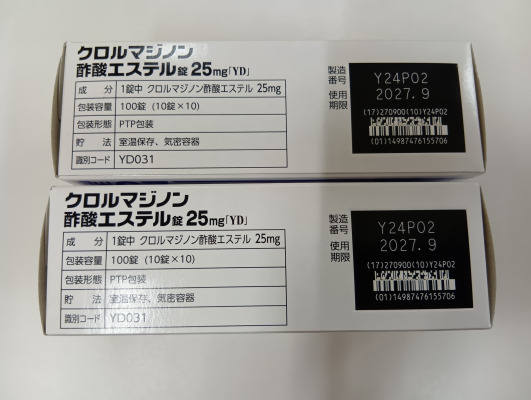 クロルマジノン
酢酸エステル錠 25mg「YD」
成　分　1錠中 クロルマジノン酢酸エステル 25mg
包装容量　100錠 (10錠×10)
包装形態　PTP包装
貯　法　室温保存、気密容器
識別コード　YD031
製造番号　Y24P02
使用期限　2027.9
(17)270900(10)Y24P02
(01)14987476155706
クロルマジノン
酢酸エステル錠 25mg「YD」
成　分　1錠中 クロルマジノン酢酸エステル 25mg
包装容量　100錠 (10錠×10)
包装形態　PTP包装
貯　法　室温保存、気密容器
識別コード　YD031
製造番号　Y24P02
使用期限　2027.9
(17)270900(10)Y24P02
(01)14987476155706